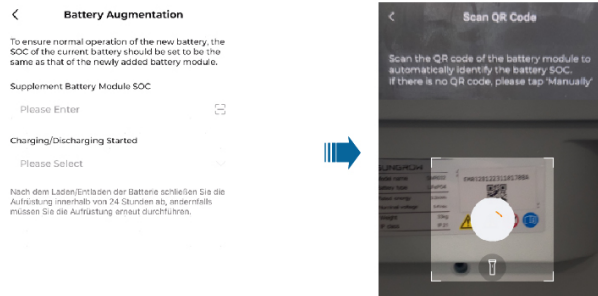 Battery Augmentation
To ensure normal operation of the new battery, the
SOC of the current battery should be set to be the
same as that of the newly added battery module.
Supplement Battery Module SOC
Please Enter
Charging/Discharging Started
Please Select
Nach dem Laden/Entladen der Batterie schließen Sie die
Aufrüstung innerhalb von 24 Stunden ab, andernfalls
müssen Sie die Aufrüstung erneut durchführen.
Scan QR Code
Scan the QR code of the battery module to
automatically identify the battery SOC.
If there is no QR code, please tap 'Manually'
SUNGROW